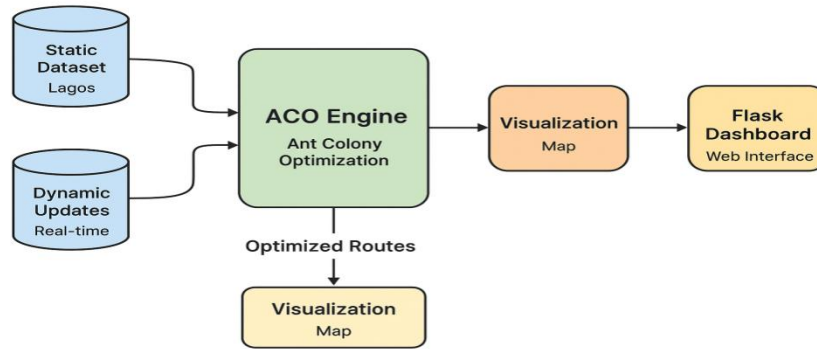 Static
Dataset
Lagos
Dynamic
Updates
Real-time
ACO Engine
Ant Colony
Optimization
Optimized Routes
Visualization
Map
Visualization
Map
Flask
Dashboard
Web Interface